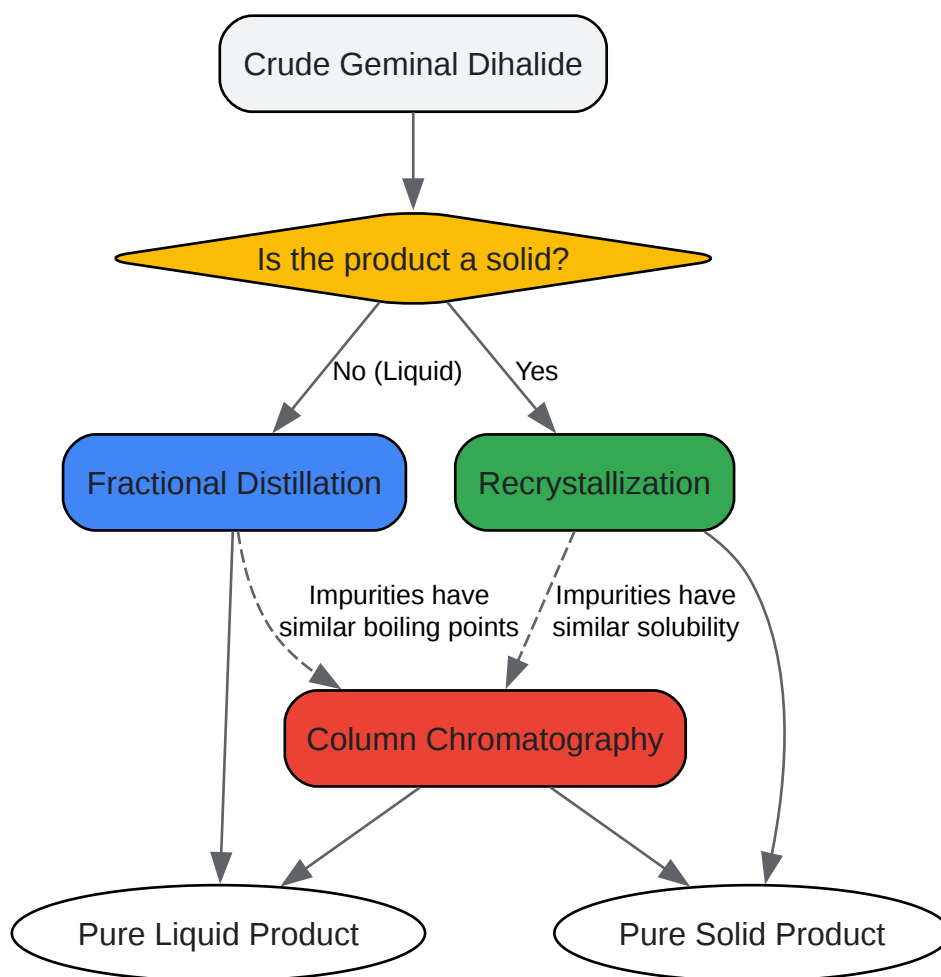 Crude Geminal Dihalide
Is the product a solid?
No (Liquid)
Yes
Fractional Distillation
Recrystallization
Impurities have
similar boiling points
Impurities have
similar solubility
Column Chromatography
Pure Liquid Product
Pure Solid Product